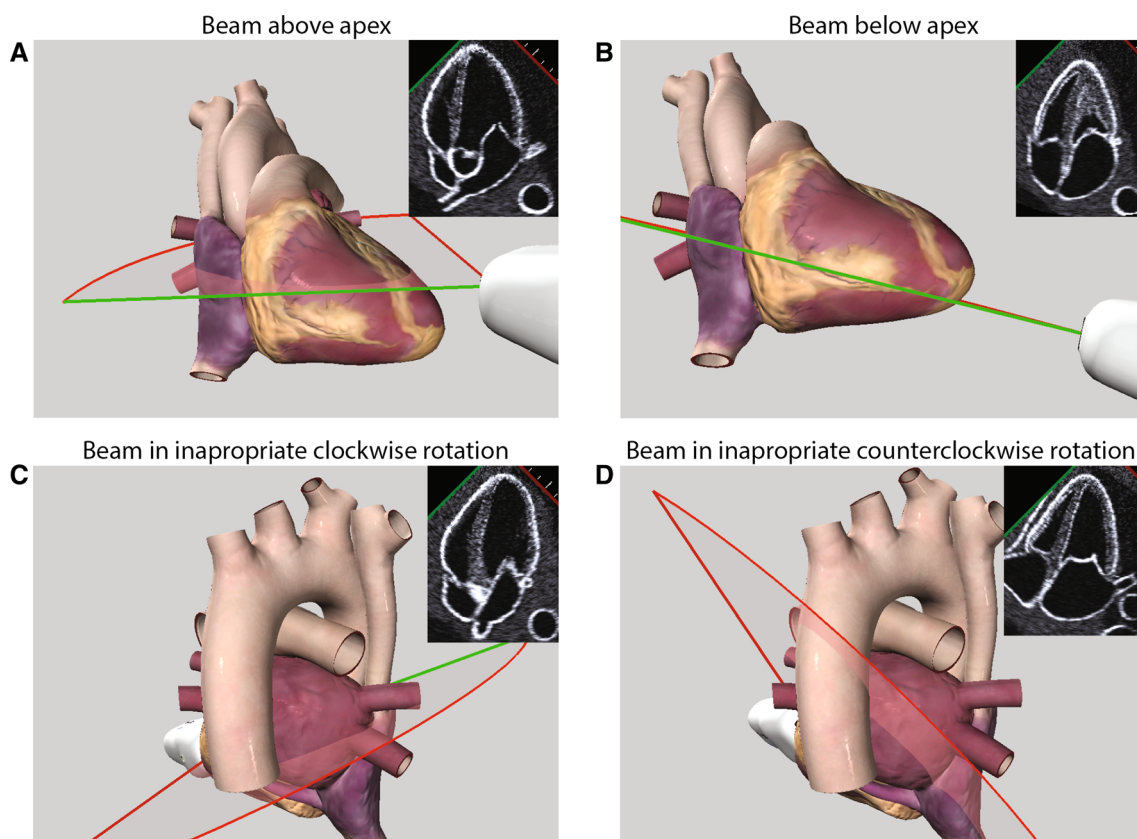 Beam above apex
Beam below apex
A
B
Beam in inapropriate clockwise rotation
Beam in inapropriate counterclockwise rotation
C
D